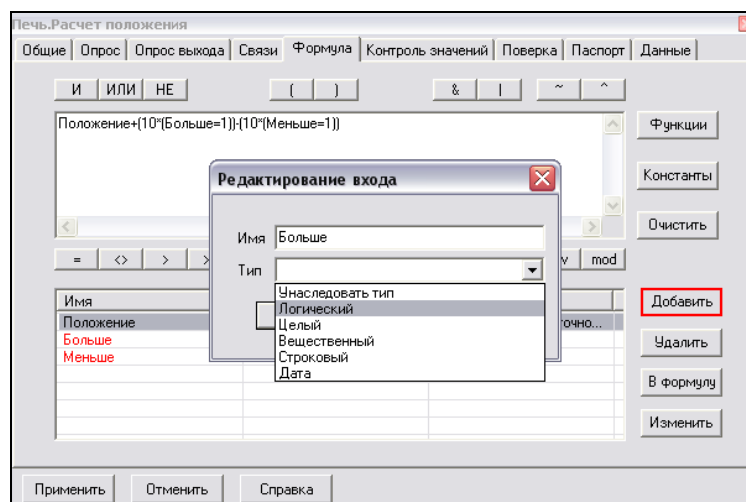 Печь.Расчет положения
Общие Опрос Опрос выхода Связи Формула Контроль значений Поверка Паспорт Данные
И ИЛИ НЕ ( ) & | ~ ^
Положение+(10*(Больше=1))-(10*(Меньше=1))
Функции
Редактирование входа
Константы
Очистить
Имя Больше
= <> > > v mod
Тип
Унаследовать тип
Имя
Логический
Добавить
Положение
Целый
очно...
Больше
Вещественный
Удалить
Меньше
Строковый
Дата
В формулу
Изменить
Применить Отменить Справка